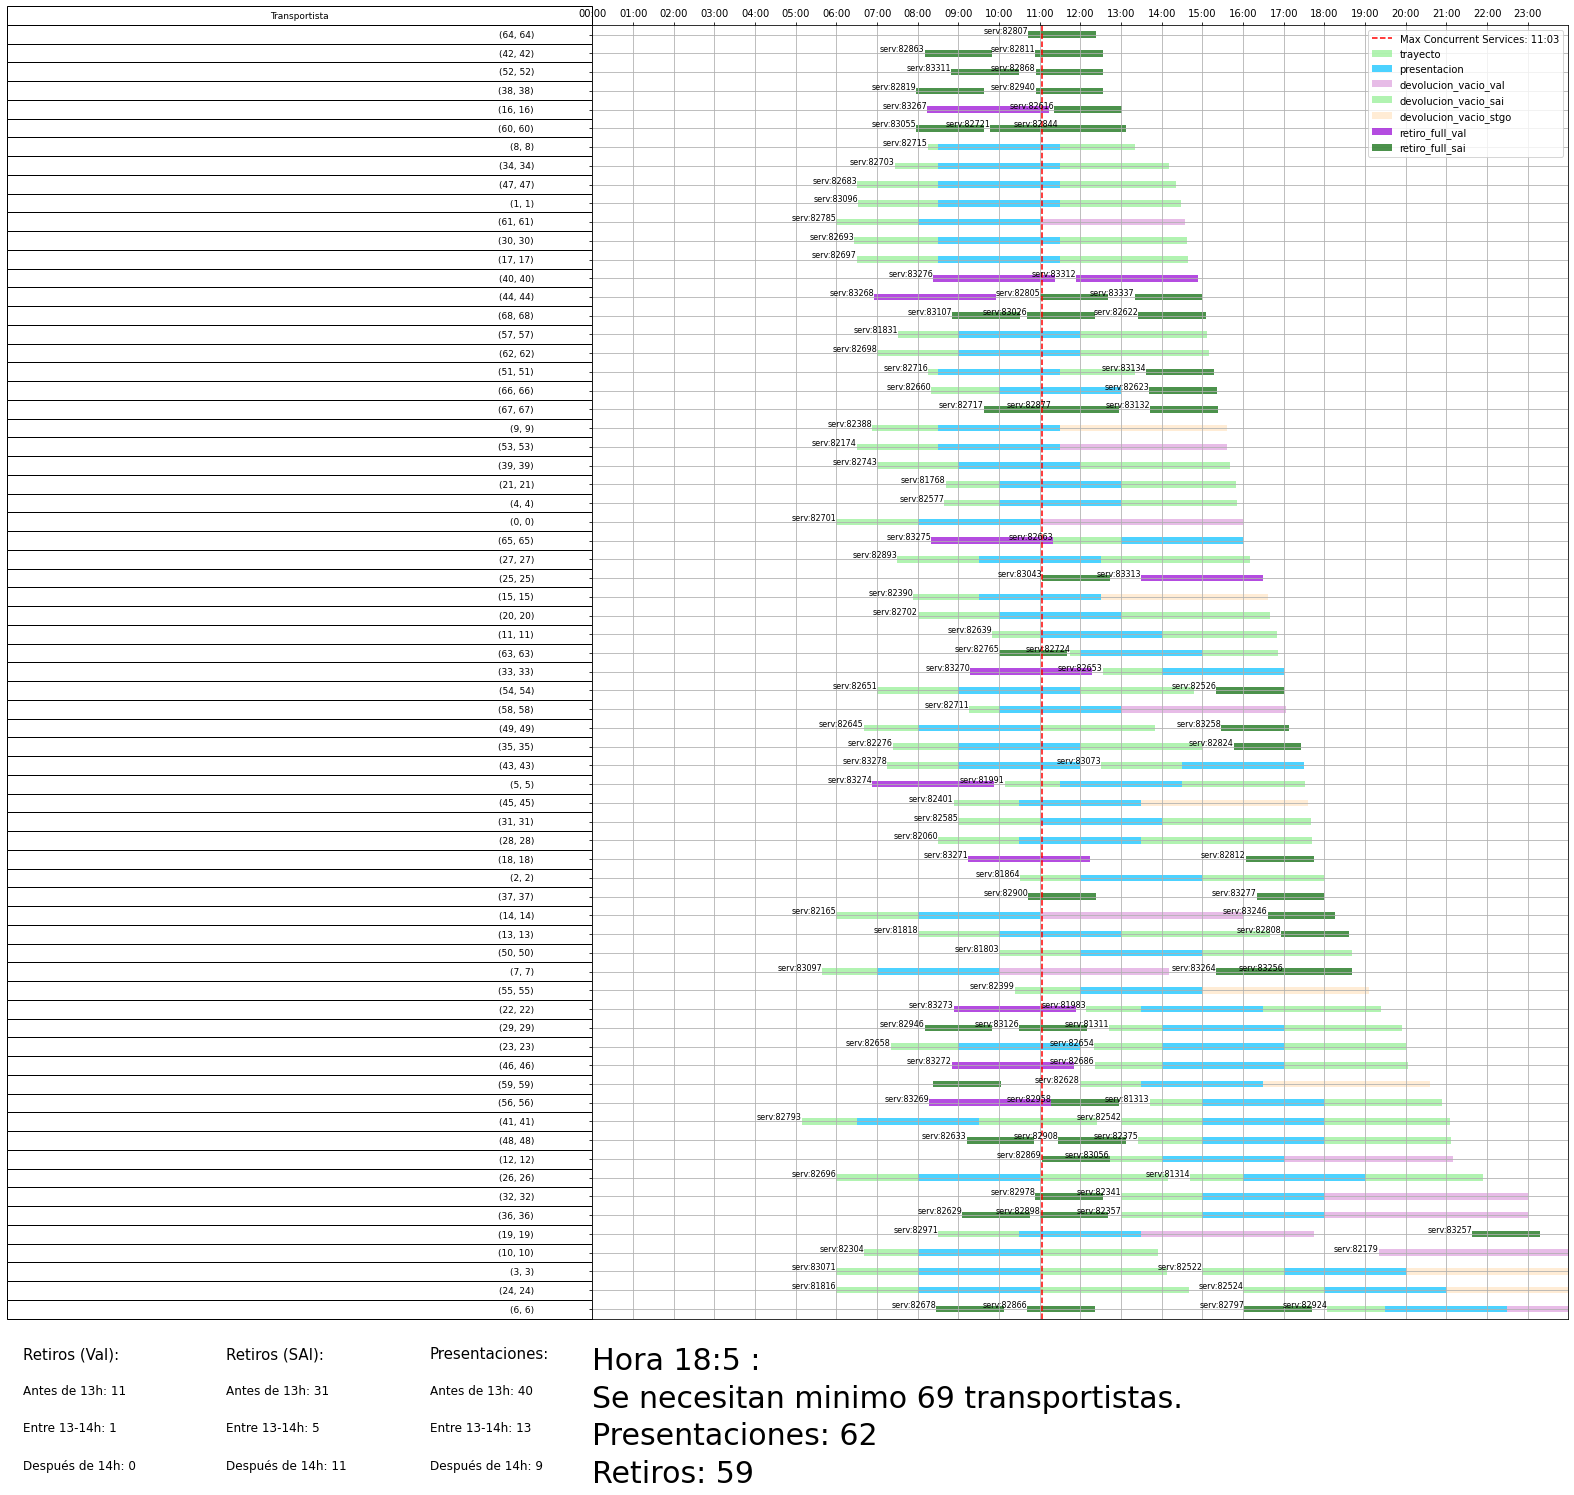 Transportista
00:00 01:00 02:00 03:00 04:00 05:00 06:00 07:00 08:00 09:00 10:00 11:00 12:00 13:00 14:00 15:00 16:00 17:00 18:00 19:00 20:00 21:00 22:00 23:00
Max Concurrent Services: 11:03
trayecto
presentacion
devolucion_vacio_val
devolucion_vacio_sai
devolucion_vacio_stgo
retiro_full_val
retiro_full_sai
(64, 64) serv:82807
(42, 42) serv:82863 serv:82811
(52, 52) serv:83311 serv:82868
(38, 38) serv:82819 serv:82940
(16, 16) serv:83267 serv:82616
(60, 60) serv:83055 serv:82721 serv:82844
(8, 8) serv:82715
(34, 34) serv:82703
(47, 47) serv:82683
(1, 1) serv:83096
(61, 61) serv:82785
(30, 30) serv:82693
(17, 17) serv:82697
(40, 40) serv:83276 serv:83312
(44, 44) serv:83268 serv:82805 serv:83337
(68, 68) serv:83107 serv:83026 serv:82622
(57, 57) serv:81831
(62, 62) serv:82698
(51, 51) serv:82716 serv:83134
(66, 66) serv:82660 serv:82623
(67, 67) serv:82717 serv:82877 serv:83132
(9, 9) serv:82388
(53, 53) serv:82174
(39, 39) serv:82743
(21, 21) serv:81768
(4, 4) serv:82577
(0, 0) serv:82701
(65, 65) serv:83275 serv:82663
(27, 27) serv:82893
(25, 25) serv:83043 serv:83313
(15, 15) serv:82390
(20, 20) serv:82702
(11, 11) serv:82639
(63, 63) serv:82765 serv:82724
(33, 33) serv:83270 serv:82653
(54, 54) serv:82651 serv:82526
(58, 58) serv:82711
(49, 49) serv:82645 serv:83258
(35, 35) serv:82276 serv:82824
(43, 43) serv:83278 serv:83073
(5, 5) serv:83274 serv:81991
(45, 45) serv:82401
(31, 31) serv:82585
(28, 28) serv:82060
(18, 18) serv:83271 serv:82812
(2, 2) serv:81864
(37, 37) serv:82900 serv:83277
(14, 14) serv:82165 serv:83246
(13, 13) serv:81818 serv:82808
(50, 50) serv:81803
(7, 7) serv:83097 serv:83264 serv:83256
(55, 55) serv:82399
(22, 22) serv:83273 serv:81983
(29, 29) serv:82946 serv:83126 serv:81311
(23, 23) serv:82658 serv:82654
(46, 46) serv:83272 serv:82686
(59, 59) serv:82628
(56, 56) serv:83269 serv:82958 serv:81313
(41, 41) serv:82793 serv:82542
(48, 48) serv:82633 serv:82908 serv:82375
(12, 12) serv:82869 serv:83056
(26, 26) serv:82696 serv:81314
(32, 32) serv:82978 serv:82341
(36, 36) serv:82629 serv:82898 serv:82357
(19, 19) serv:82971 serv:83257
(10, 10) serv:82304 serv:82179
(3, 3) serv:83071 serv:82522
(24, 24) serv:81816 serv:82524
(6, 6) serv:82678 serv:82866 serv:82797 serv:82924
Retiros (Val):
Antes de 13h: 11
Entre 13-14h: 1
Después de 14h: 0
Retiros (SAI):
Antes de 13h: 31
Entre 13-14h: 5
Después de 14h: 11
Presentaciones:
Antes de 13h: 40
Entre 13-14h: 13
Después de 14h: 9
Hora 18:5 :
Se necesitan minimo 69 transportistas.
Presentaciones: 62
Retiros: 59